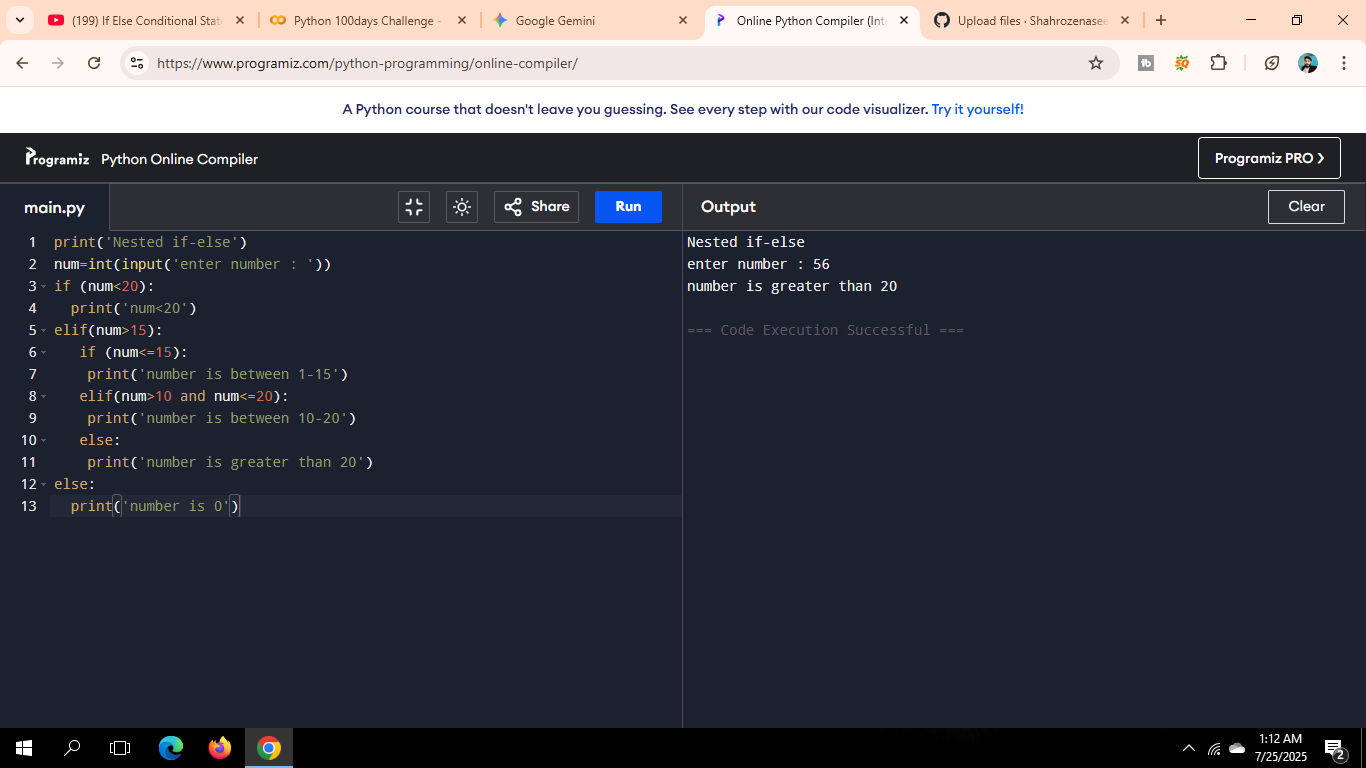 (199) If Else Conditional Stat
Python 100days Challenge -
Google Gemini
Online Python Compiler (Int
Upload files · Shahrozenasee
https://www.programiz.com/python-programming/online-compiler/
A Python course that doesn't leave you guessing. See every step with our code visualizer. Try it yourself!
Programiz Python Online Compiler
Programiz PRO ❯
main.py
Share
Run
Output
Clear
1 print('Nested if-else')
2 num=int(input('enter number : '))
3 if (num<20):
4 print('num<20')
5 elif(num>15):
6 if (num<=15):
7 print('number is between 1-15')
8 elif(num>10 and num<=20):
9 print('number is between 10-20')
10 else:
11 print('number is greater than 20')
12 else:
13 print('number is 0')
Nested if-else
enter number : 56
number is greater than 20
=== Code Execution Successful ===
1:12 AM
7/25/2025
2